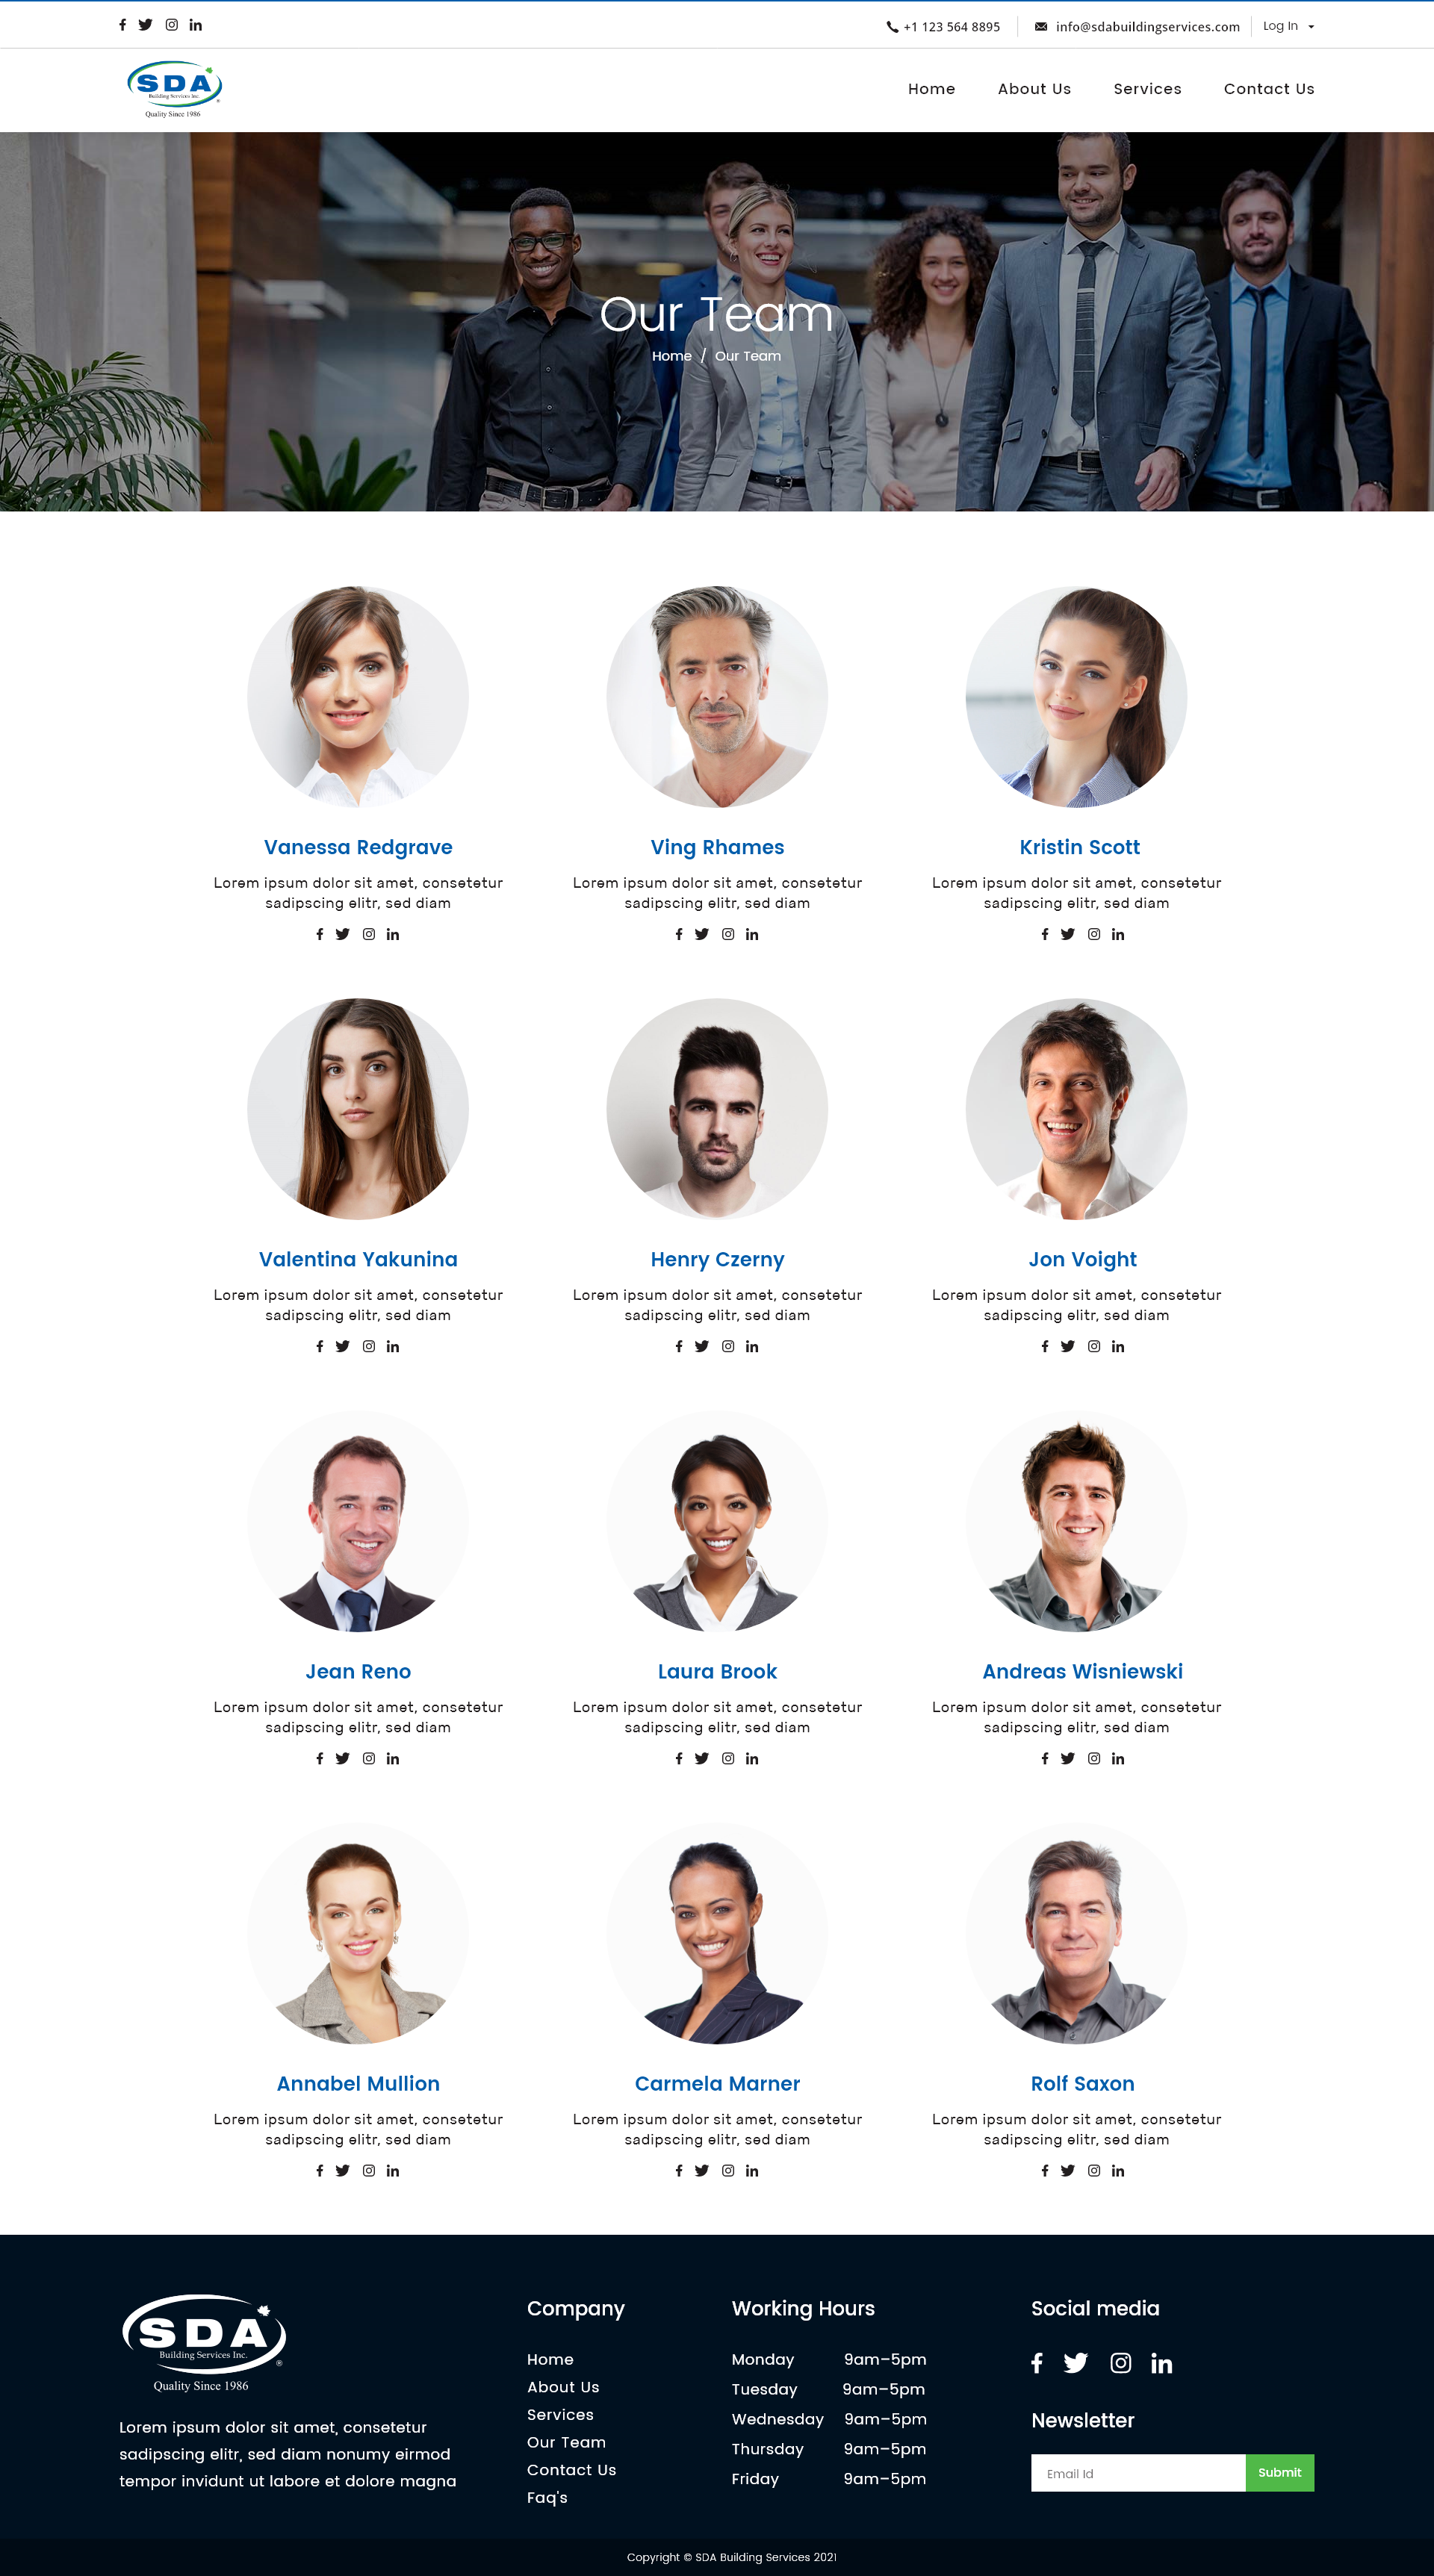 +1 123 564 8895 info@sdabuildingservices.com Log In
SDA
Building Services Inc.
Quality Since 1986
Home About Us Services Contact Us
Our Team
Home / Our Team
Vanessa Redgrave Ving Rhames Kristin Scott
Lorem ipsum dolor sit amet, consetetur Lorem ipsum dolor sit amet, consetetur Lorem ipsum dolor sit amet, consetetur
sadipscing elitr, sed diam sadipscing elitr, sed diam sadipscing elitr, sed diam
Valentina Yakunina Henry Czerny Jon Voight
Lorem ipsum dolor sit amet, consetetur Lorem ipsum dolor sit amet, consetetur Lorem ipsum dolor sit amet, consetetur
sadipscing elitr, sed diam sadipscing elitr, sed diam sadipscing elitr, sed diam
Jean Reno Laura Brook Andreas Wisniewski
Lorem ipsum dolor sit amet, consetetur Lorem ipsum dolor sit amet, consetetur Lorem ipsum dolor sit amet, consetetur
sadipscing elitr, sed diam sadipscing elitr, sed diam sadipscing elitr, sed diam
Annabel Mullion Carmela Marner Rolf Saxon
Lorem ipsum dolor sit amet, consetetur Lorem ipsum dolor sit amet, consetetur Lorem ipsum dolor sit amet, consetetur
sadipscing elitr, sed diam sadipscing elitr, sed diam sadipscing elitr, sed diam
SDA
Building Services Inc.
®
Quality Since 1986
Lorem ipsum dolor sit amet, consetetur
sadipscing elitr, sed diam nonumy eirmod
tempor invidunt ut labore et dolore magna
Company
Home
About Us
Services
Our Team
Contact Us
Faq's
Working Hours
Monday 9am–5pm
Tuesday 9am–5pm
Wednesday 9am–5pm
Thursday 9am–5pm
Friday 9am–5pm
Social media
Newsletter
Email Id Submit
Copyright © SDA Building Services 2021